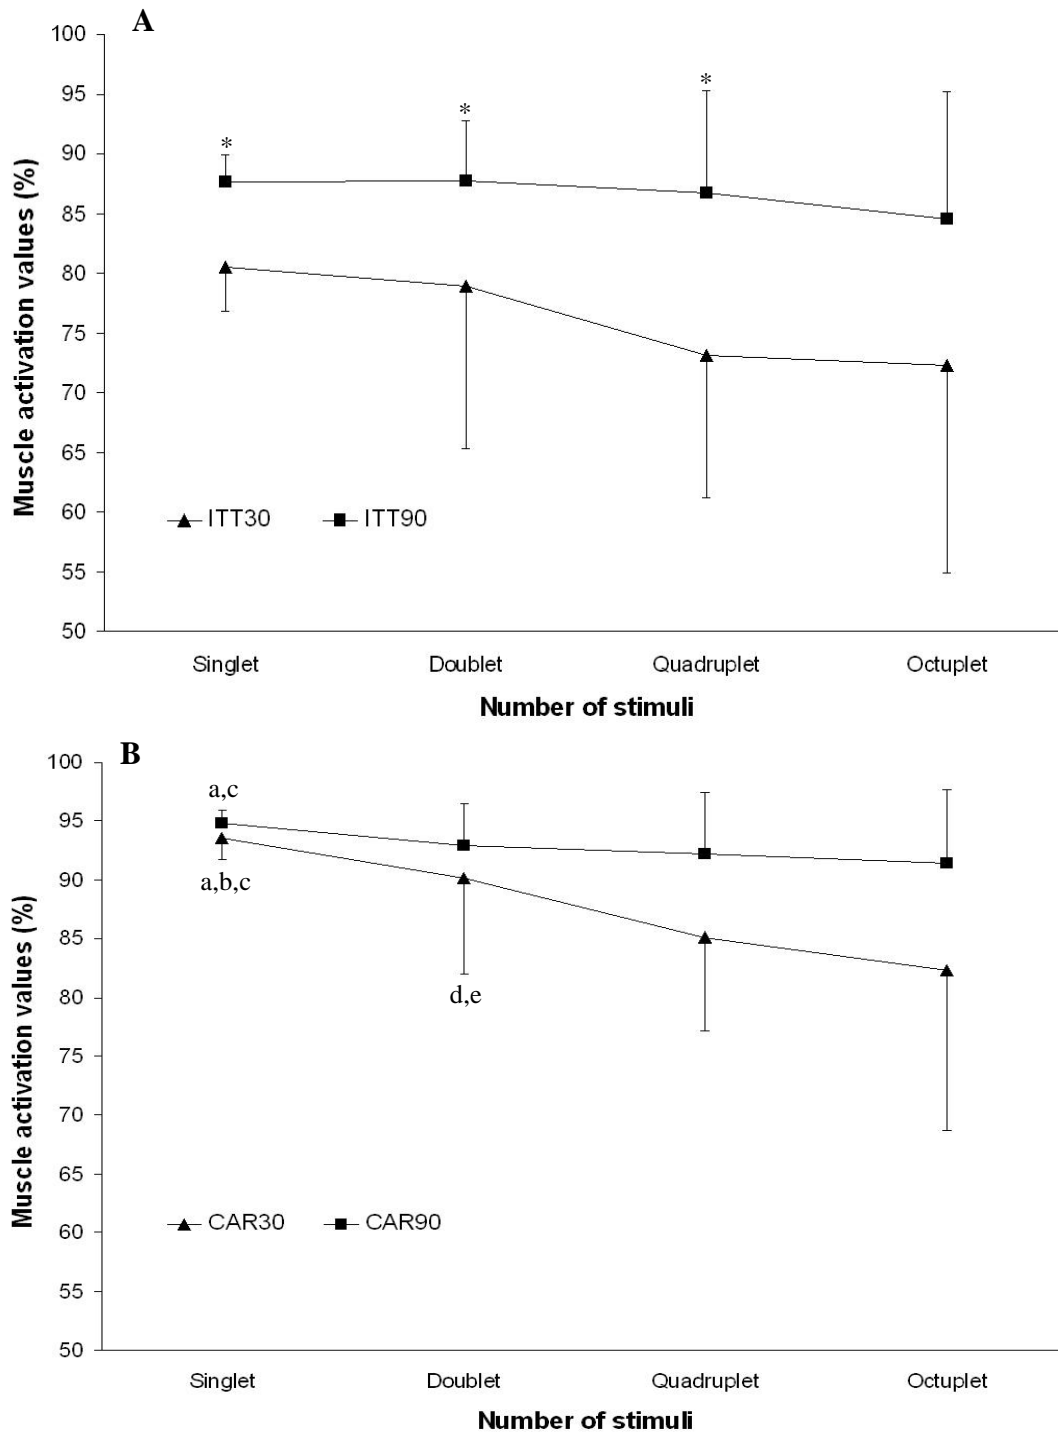 A
100
95
90
85
80
75
70
65
60
55
50
Muscle activation values (%)
*
*
*
ITT30 ITT90
Singlet Doublet Quadruplet Octuplet
Number of stimuli
B
100
95
90
85
80
75
70
65
60
55
50
Muscle activation values (%)
a,c
a,b,c
d,e
CAR30 CAR90
Singlet Doublet Quadruplet Octuplet
Number of stimuli